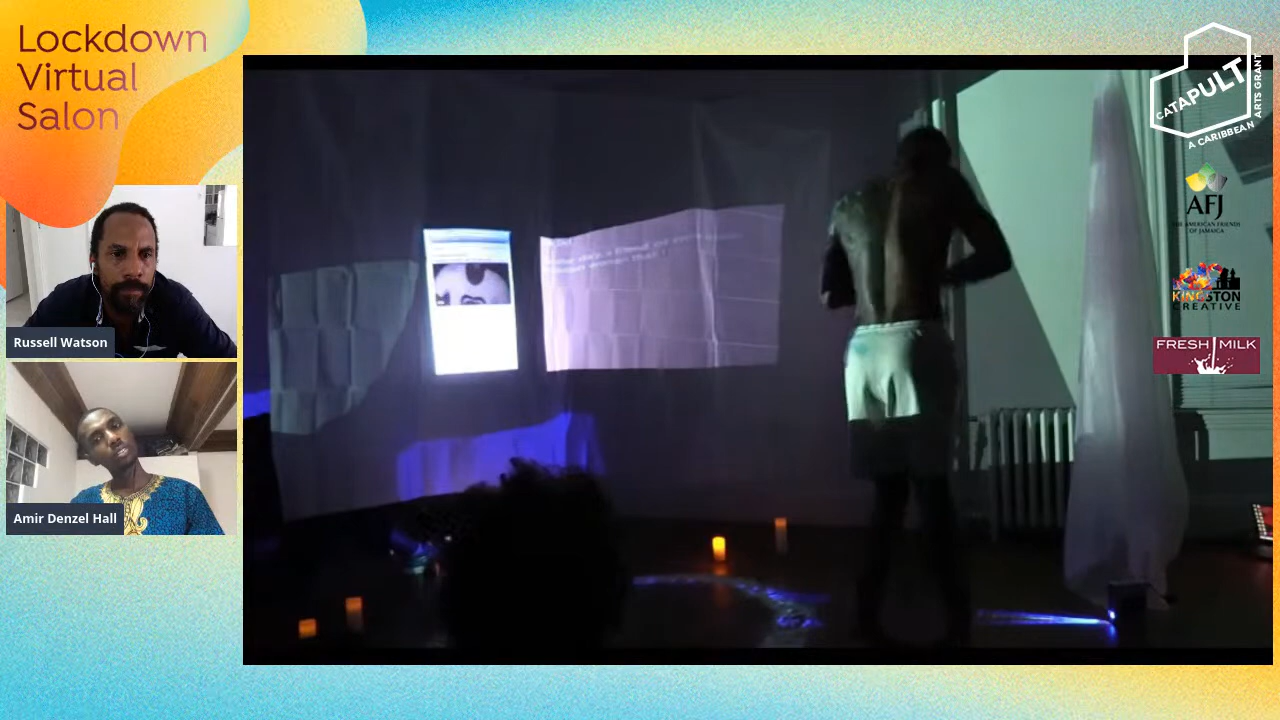 Lockdown
Virtual
Salon
Russell Watson
Amir Denzel Hall
CATAPULT
ARTS GRANT
A CARIBBEAN
AFJ
THE AMERICAN FRIENDS
OF JAMAICA
KINGSTON
CREATIVE
FRESH MILK